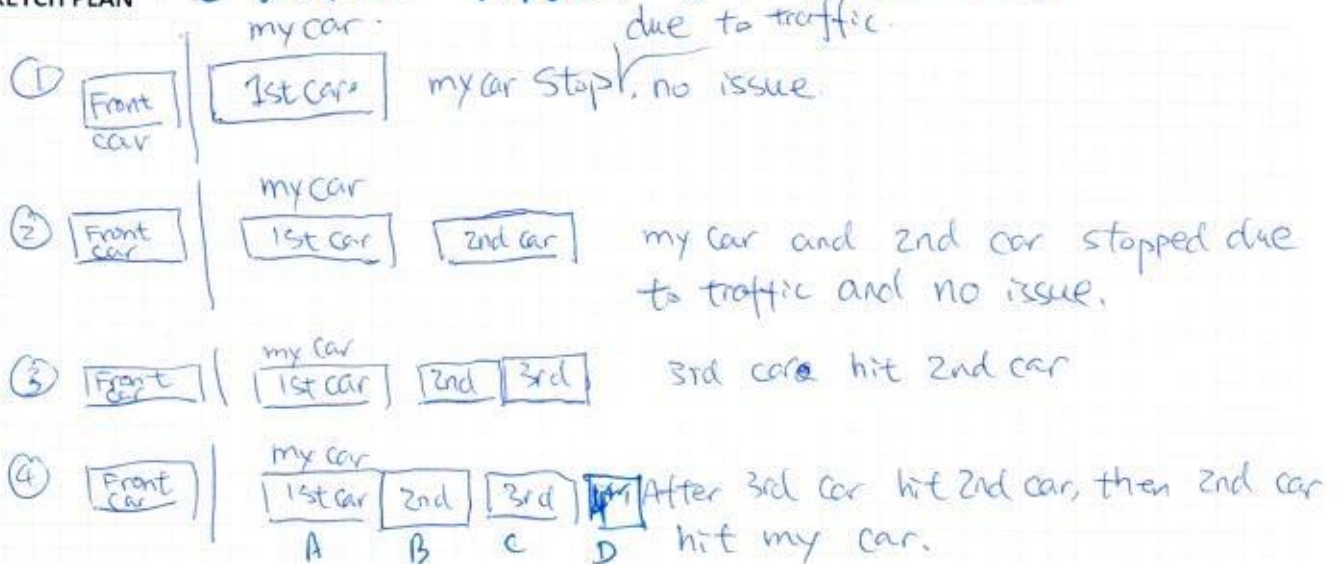 SKETCH PLAN
my car.
due to traffic.
① Front car 1st car my car stop, no issue.
my car
② Front car 1st car 2nd car my car and 2nd car stopped due
to traffic and no issue.
my car
③ Front car 1st car 2nd 3rd 3rd car hit 2nd car
my car
④ Front car 1st car 2nd 3rd After 3rd car hit 2nd car, then 2nd car
A B C D hit my car.